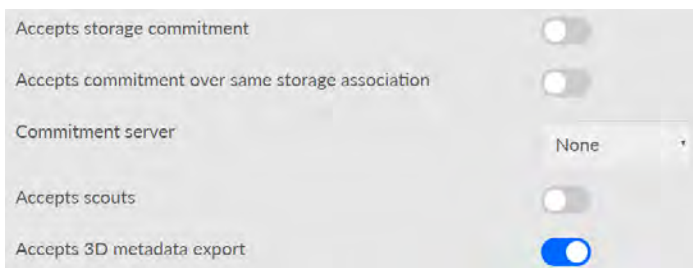 Accepts storage commitment
Accepts commitment over same storage association
Commitment server
None
Accepts scouts
Accepts 3D metadata export